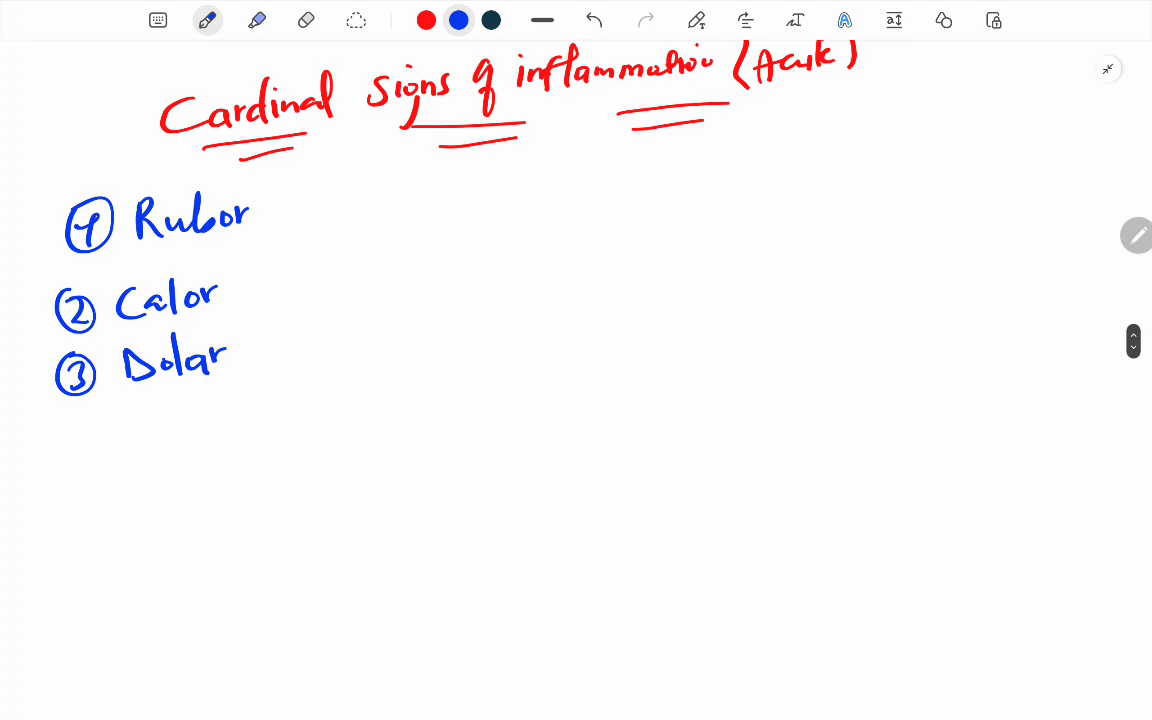 Cardinal signs of inflammation (Acute)
① Rubor
② Calor
③ Dolar